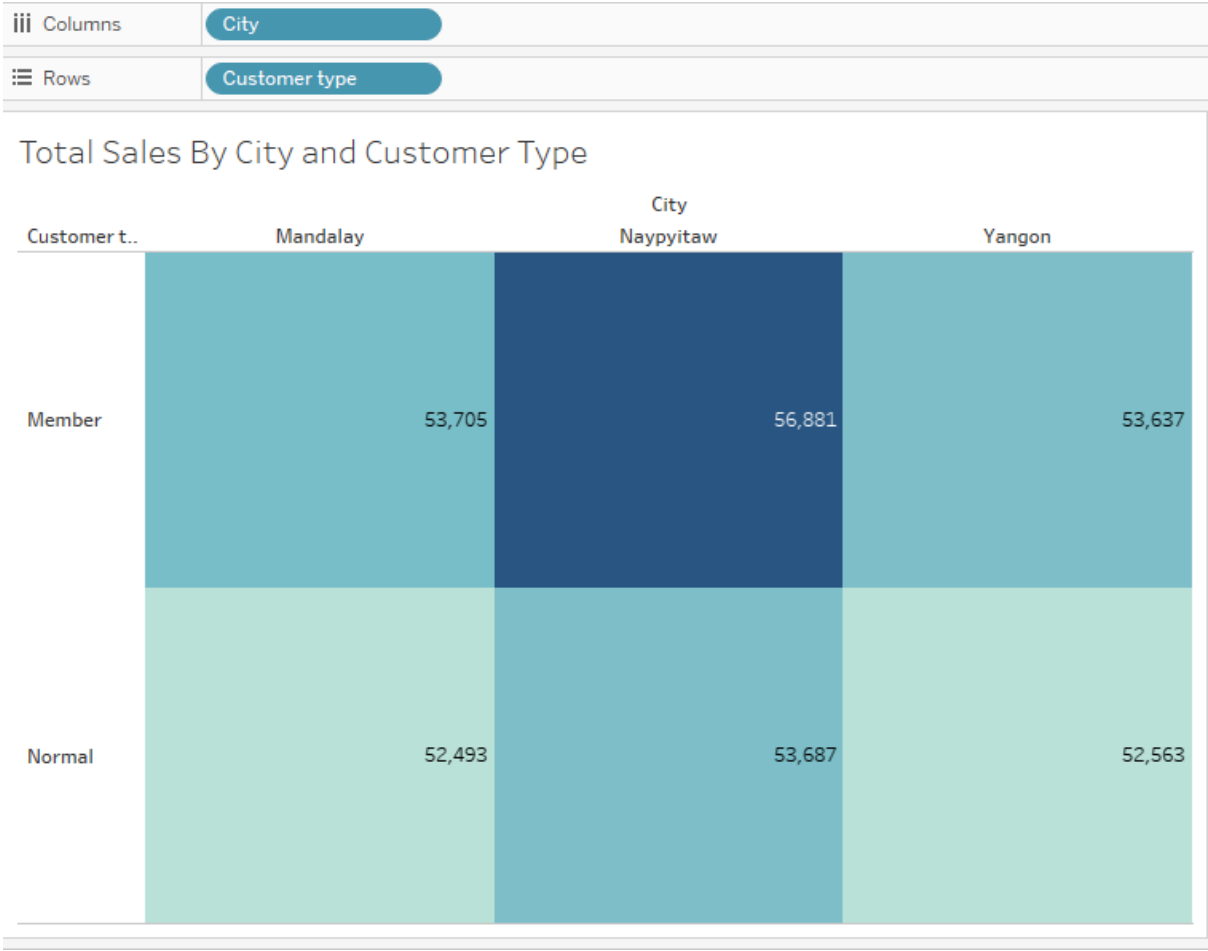 Columns City
Rows Customer type
Total Sales By City and Customer Type
City
Customer t.. Mandalay Naypyitaw Yangon
Member 53,705 56,881 53,637
Normal 52,493 53,687 52,563